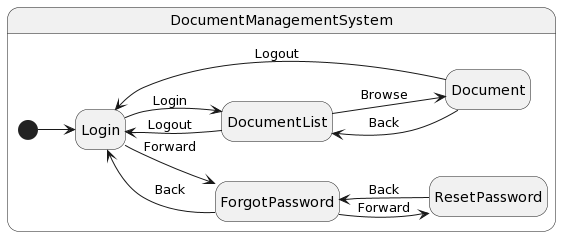 DocumentManagementSystem
Logout
Document
Browse
Login
Back
DocumentList
Login
Logout
Forward
Back
ForgotPassword
Back
Forward
ResetPassword